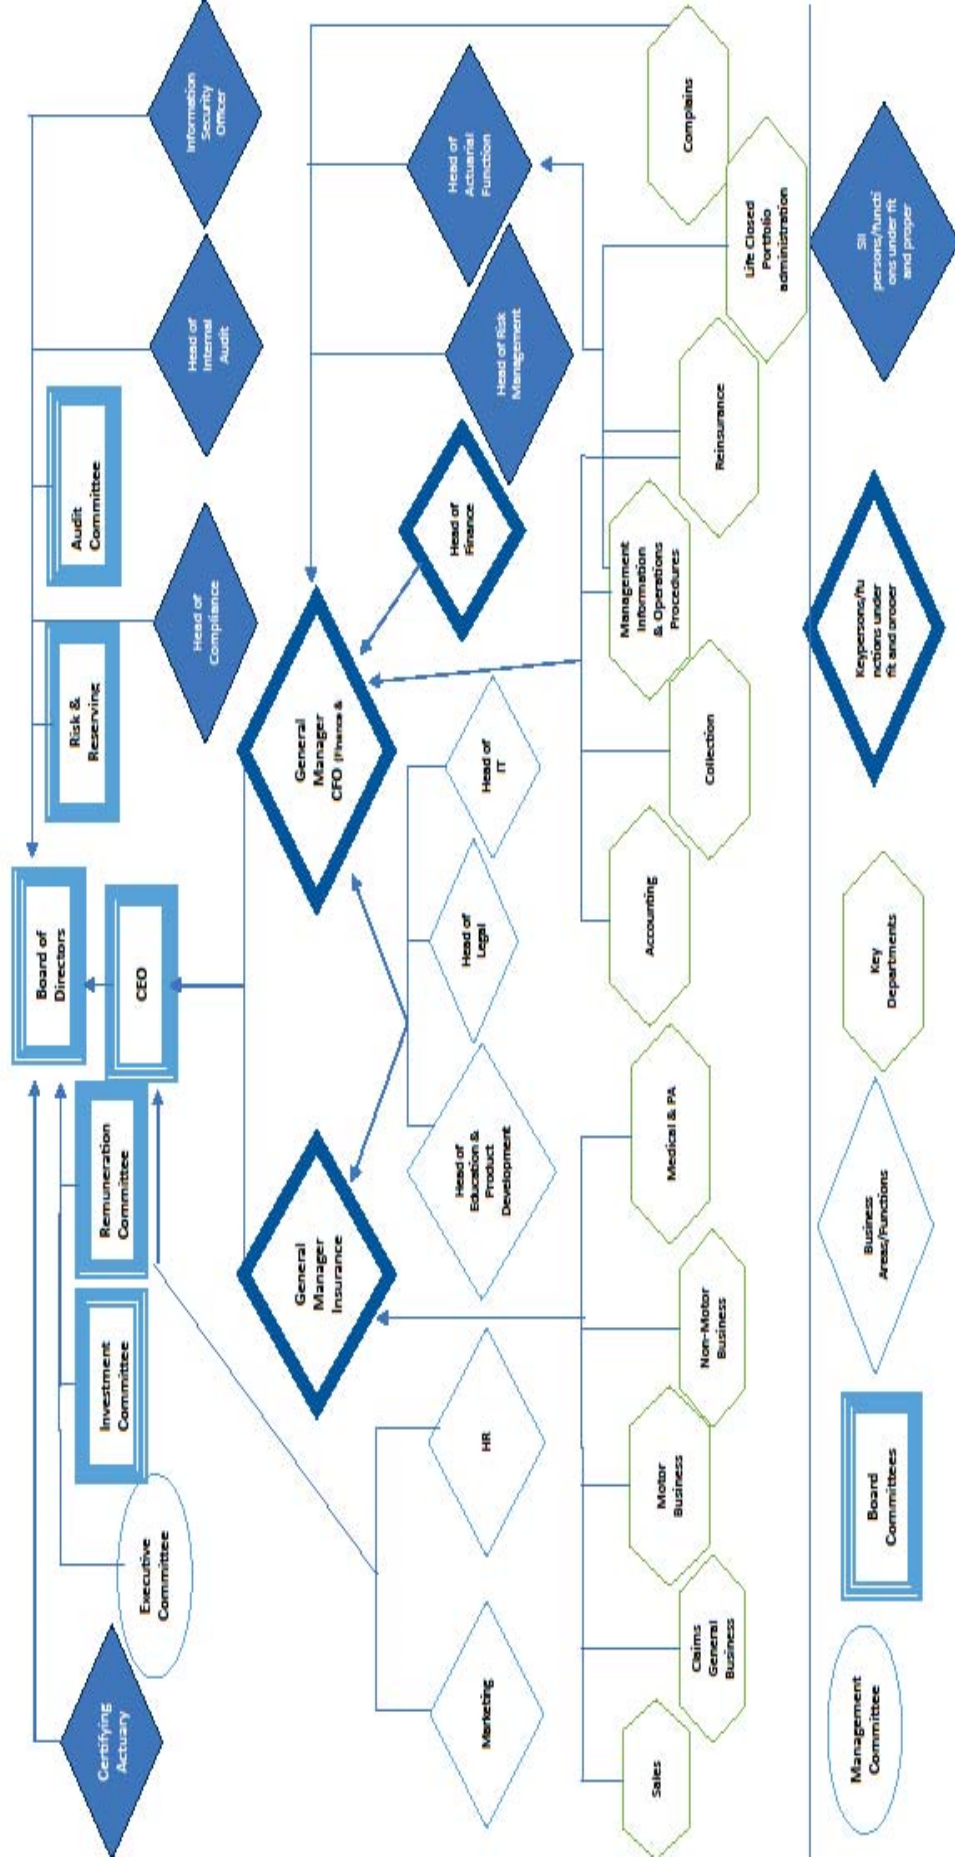 Certifying
Actuary
Executive
Committee
Investment
Committee
Remuneration
Committee
Board of
Directors
CEO
Risk &
Reserving
Audit
Committee
Head of
Compliance
Head of
Internal
Audit
Information
Security
Officer
General
Manager
Insurance
General
Manager
CFO (Finance &
Marketing
HR
Head of
Education &
Product
Development
Head of
Legal
Head of
IT
Head of
Finance
Head of Risk
Management
Head of
Actuarial
Function
Sales
Claims
General
Business
Motor
Business
Non-Motor
Business
Medical & PA
Accounting
Collection
Management
Information
& Operations
Procedures
Reinsurance
Life Closed
Portfolio
administration
Complains
Management
Committee
Board
Committees
Business
Areas/Functions
Key
Departments
Keypersons/fu
nctions under
fit and proper
SII
persons/functi
ons under fit
and proper